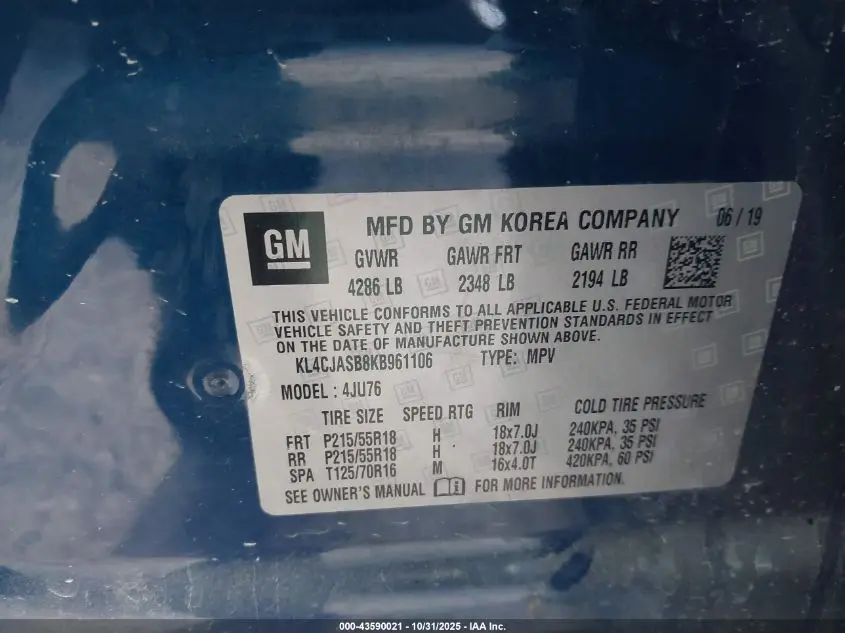 GM
MFD BY GM KOREA COMPANY 06/19
GVWR GAWR FRT GAWR RR
4286 LB 2348 LB 2194 LB
THIS VEHICLE CONFORMS TO ALL APPLICABLE U.S. FEDERAL MOTOR
VEHICLE SAFETY AND THEFT PREVENTION STANDARDS IN EFFECT
ON THE DATE OF MANUFACTURE SHOWN ABOVE.
KL4CJASB8KB961106 TYPE: MPV
MODEL: 4JU76
TIRE SIZE SPEED RTG RIM COLD TIRE PRESSURE
FRT P215/55R18 H 18x7.0J 240KPA, 35 PSI
RR P215/55R18 H 18x7.0J 240KPA, 35 PSI
SPA T125/70R16 M 16x4.0T 420KPA, 60 PSI
SEE OWNER'S MANUAL FOR MORE INFORMATION.
000-43590021 - 10/31/2025 - IAA Inc.